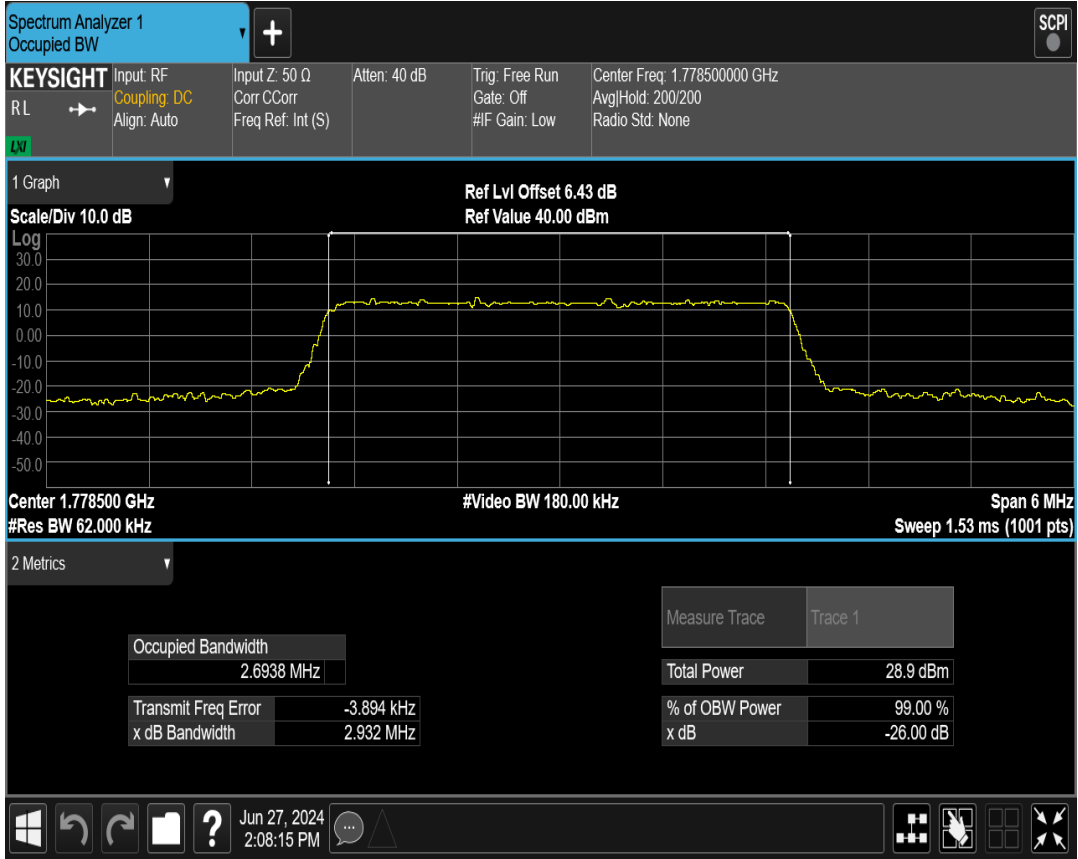 Spectrum Analyzer 1
Occupied BW
+
SCPI
KEYSIGHT
RL
LXI
Input: RF
Coupling: DC
Align: Auto
Input Z: 50 Ω
Corr CCorr
Freq Ref: Int (S)
Atten: 40 dB
Trig: Free Run
Gate: Off
#IF Gain: Low
Center Freq: 1.778500000 GHz
Avg|Hold: 200/200
Radio Std: None
1 Graph
Scale/Div 10.0 dB
Ref Lvl Offset 6.43 dB
Ref Value 40.00 dBm
Log
30.0
20.0
10.0
0.00
-10.0
-20.0
-30.0
-40.0
-50.0
Center 1.778500 GHz
#Video BW 180.00 kHz
Span 6 MHz
#Res BW 62.000 kHz
Sweep 1.53 ms (1001 pts)
2 Metrics
Occupied Bandwidth
2.6938 MHz
Transmit Freq Error -3.894 kHz
x dB Bandwidth 2.932 MHz
Measure Trace Trace 1
Total Power 28.9 dBm
% of OBW Power 99.00 %
x dB -26.00 dB
?
Jun 27, 2024
2:08:15 PM